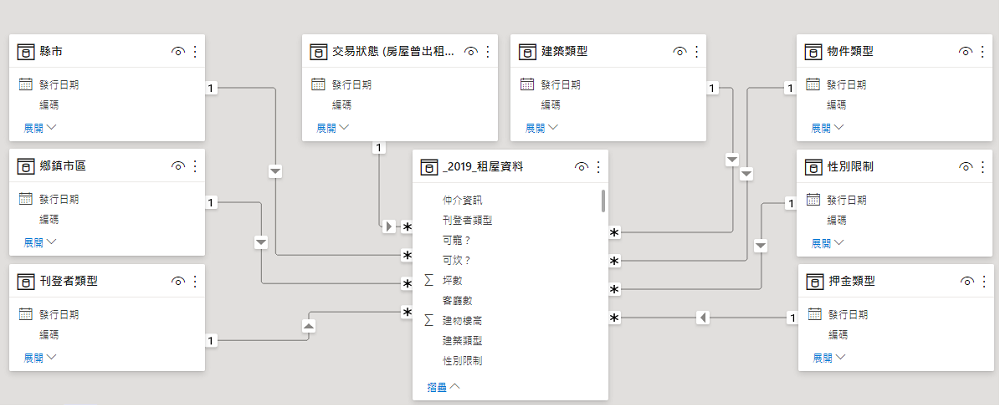 縣市
發行日期
編碼
展開
交易狀態 (房屋曾出租...
發行日期
編碼
展開
建築類型
發行日期
編碼
展開
物件類型
發行日期
編碼
展開
鄉鎮市區
發行日期
編碼
展開
_2019_租屋資料
仲介資訊
刊登者類型
可寵？
可炊？
坪數
客廳數
建物樓高
建築類型
性別限制
摺疊
性別限制
發行日期
編碼
展開
刊登者類型
發行日期
編碼
展開
押金類型
發行日期
編碼
展開
1
1
1
1
1
1
1
1
*
*
*
*
*
*
*
*